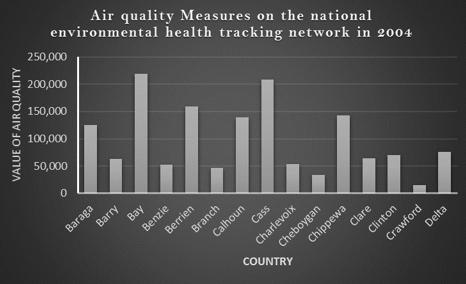 Air quality Measures on the national
environmental health tracking network in 2004
250,000
200,000
150,000
100,000
50,000
0
VALUE OF AIR QUALITY
Baraga
Barry
Bay
Benzie
Berrien
Branch
Calhoun
Cass
Charlevoix
Cheboygan
Chippewa
Clare
Clinton
Crawford
Delta
COUNTRY